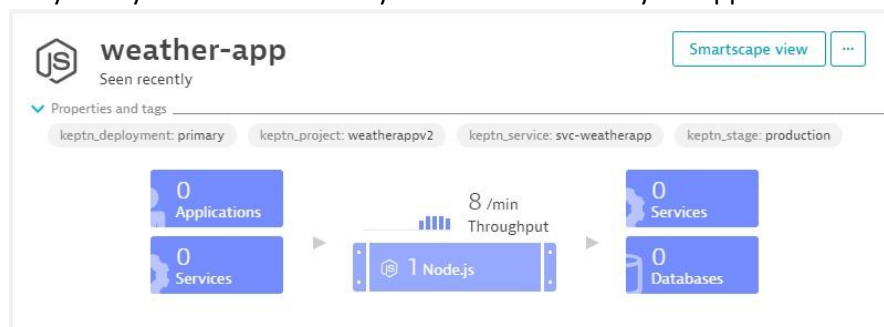 weather-app
Seen recently
Smartscape view
...
Properties and tags
keptn_deployment: primary
keptn_project: weatherappv2
keptn_service: svc-weatherapp
keptn_stage: production
0
Applications
0
Services
8 /min
Throughput
JS
1 Node.js
0
Services
0
Databases